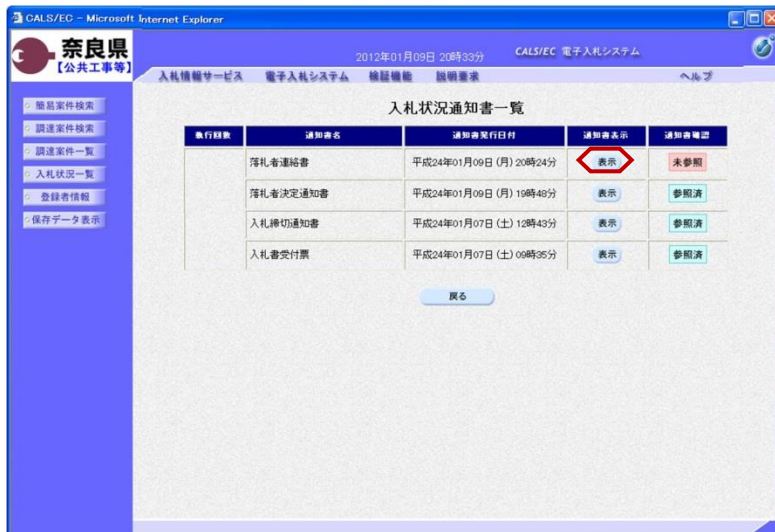 CALS/EC - Microsoft Internet Explorer
奈良県
【公共工事等】
2012年01月09日 20時33分
CALS/EC 電子入札システム
入札情報サービス 電子入札システム 検証機能 説明要求 ヘルプ
簡易案件検索
調達案件検索
調達案件一覧
入札状況一覧
登録者情報
保存データ表示
入札状況通知書一覧
執行回数 通知書名 通知書発行日付 通知書表示 通知書確認
落札者連絡書 平成24年01月09日 (月) 20時24分 表示 未参照
落札者決定通知書 平成24年01月09日 (月) 19時48分 表示 参照済
入札締切通知書 平成24年01月07日 (土) 12時43分 表示 参照済
入札書受付票 平成24年01月07日 (土) 09時35分 表示 参照済
戻る